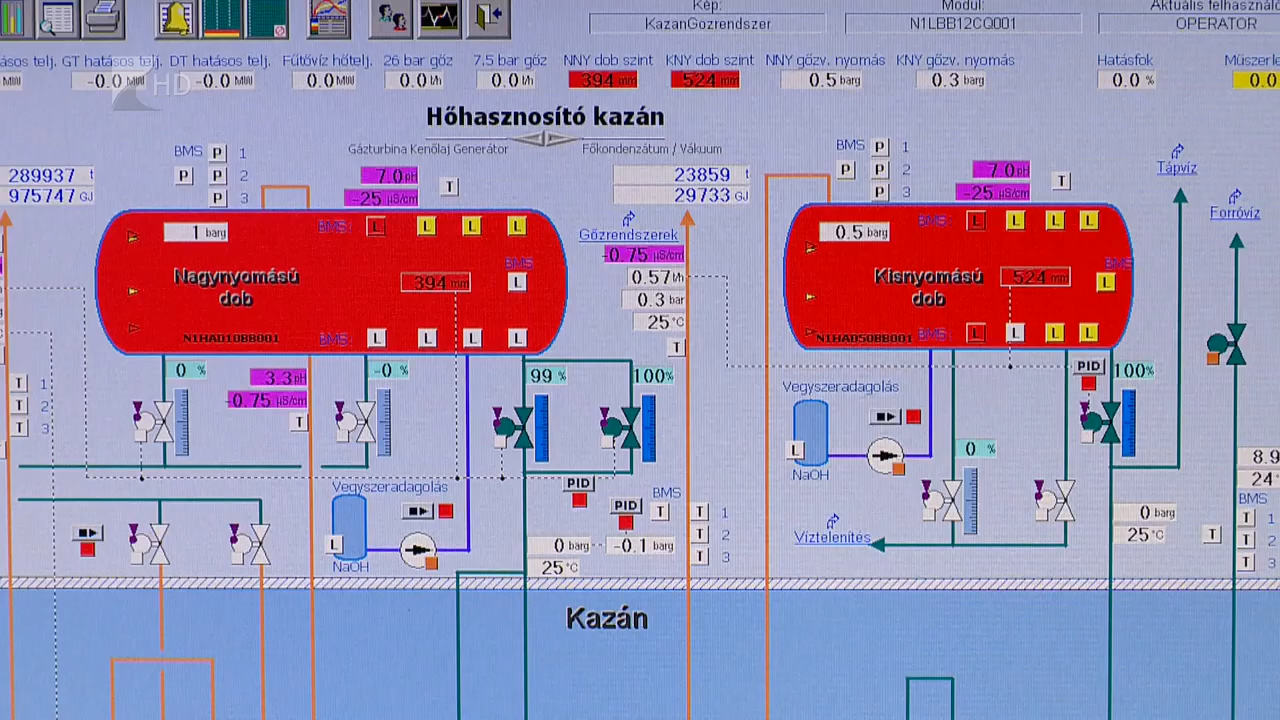 Kép:
Modul:
Aktuális felhasználó
KazanGozrendszer
N1LBB12CQ001
OPERATOR
telj. GT hatásos telj. DT hatásos telj. Fűtővíz hőtelj. 26 bar gőz 7,5 bar gőz NNY dob szint KNY dob szint NNY gőzv. nyomás KNY gőzv. nyomás Hatásfok
MW -0.0 MW -0.0 MW 0.0 MW 0.0 t/h 0.0 t/h 394 mm 524 mm 0.5 barg 0.3 barg 0.0 % 0.0
HD
Hőhasznosító kazán
Gázturbina Kenőlaj Generátor Főkondenzátum / Vákuum
BMS P 1
P P 2
P 3
289937 t
975747 GJ
7.0 pH
-25 µS/cm
T
23859 t
29733 GJ
BMS P 1
P P 2
P 3
7.0 pH
-25 µS/cm
T
Tápvíz
Forróvíz
1 barg
BMS: L L L L
Nagynyomású
dob
394 mm
BMS
L
N1HAD10BB001
BMS: L L L L
Gőzrendszerek
-0.75 µS/cm
0.57 t/h
0.3 bar
25 °C
T
0.5 barg
BMS: L L L L
Kisnyomású
dob
524 mm
BMS
L
N1HAD50BB001
BMS: L L L L
0 %
3.3 pH
-0.75 µS/cm
T
-0 %
99 %
100%
T 1
T 2
T 3
Vegyszeradagolás
L
NaOH
PID
100%
0 %
Vegyszeradagolás
L
NaOH
PID
PID
BMS
T
T 1
T 2
T 3
0 barg
-0.1 barg
25 °C
Víztelenítés
0 barg
25 °C
T
8.9
24
BMS
T 1
T 2
T 3
Kazán